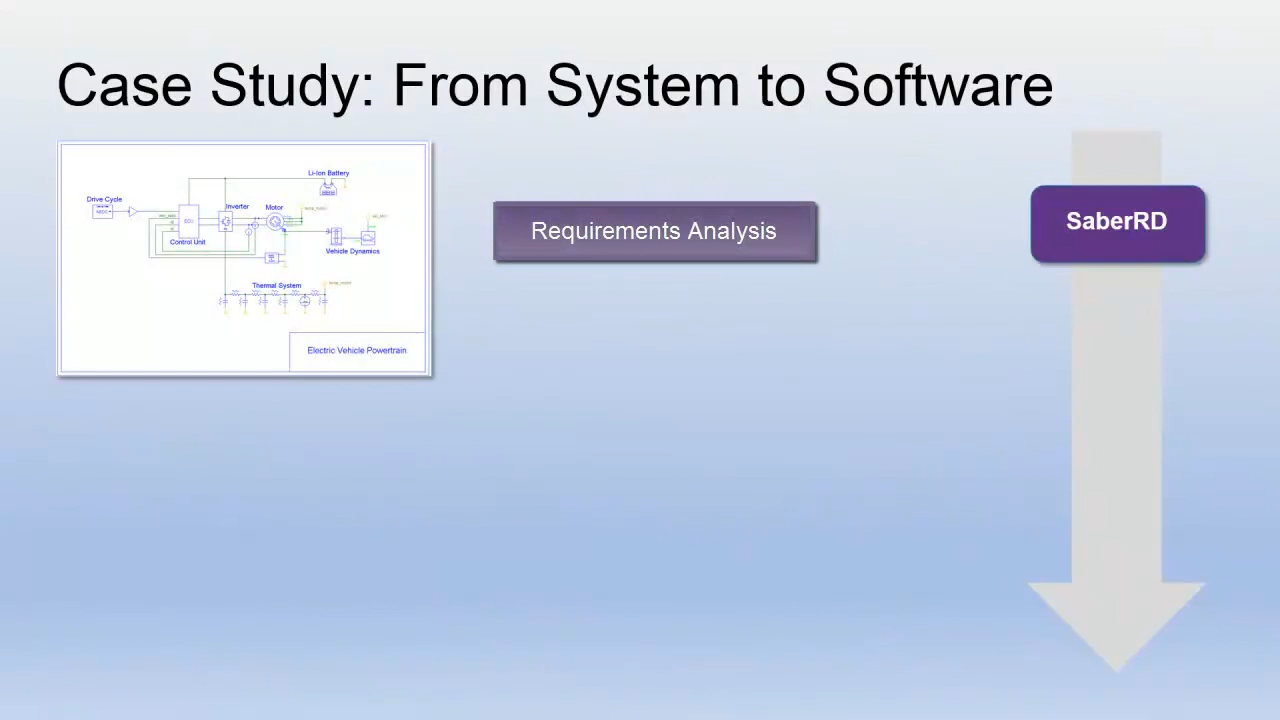 Case Study: From System to Software
Li-Ion Battery
Drive Cycle
Inverter
Motor
ECU
Control Unit
Vehicle Dynamics
Thermal System
Electric Vehicle Powertrain
Requirements Analysis
SaberRD